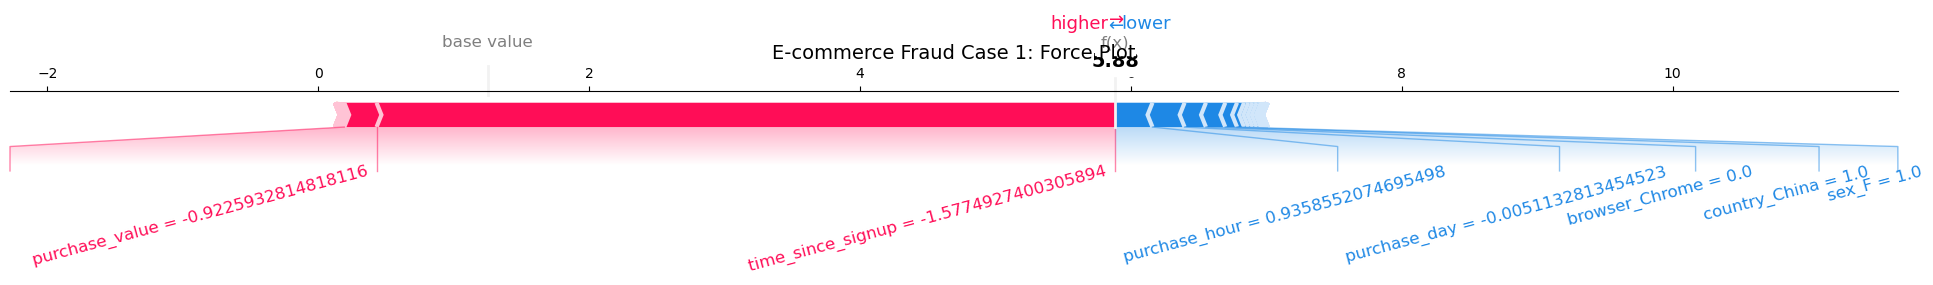 higher⇄lower
base value
f(x)
E-commerce Fraud Case 1: Force Plot
5.88
−2 0 2 4 8 10
purchase_value = -0.9225932814818116
time_since_signup = -1.5774927400305894
purchase_hour = 0.935855207469549​8
purchase_day = -0.0051132813454523
browser_Chrome = 0.0
country_China = 1.0
sex_F = 1.0